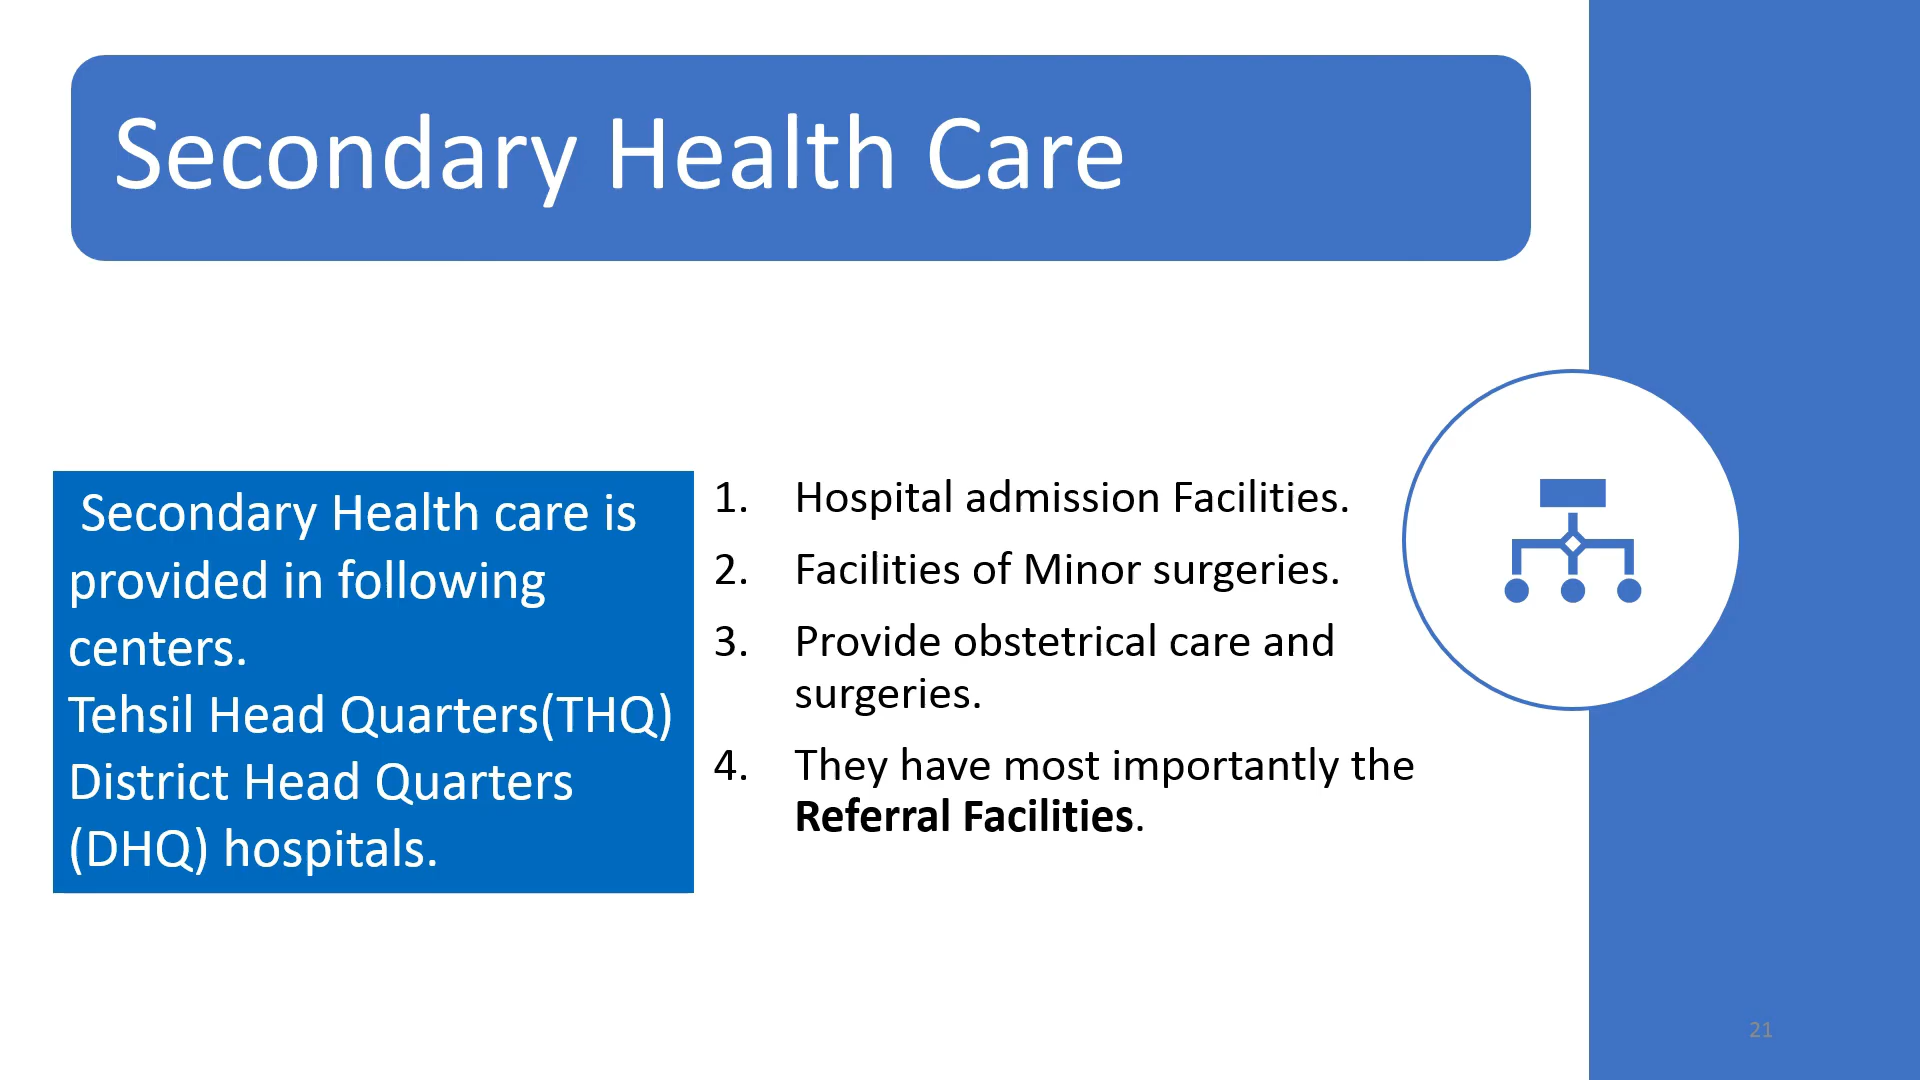 Secondary Health Care
Secondary Health care is
provided in following
centers.
Tehsil Head Quarters(THQ)
District Head Quarters
(DHQ) hospitals.
1. Hospital admission Facilities.
2. Facilities of Minor surgeries.
3. Provide obstetrical care and
surgeries.
4. They have most importantly the
Referral Facilities.
21